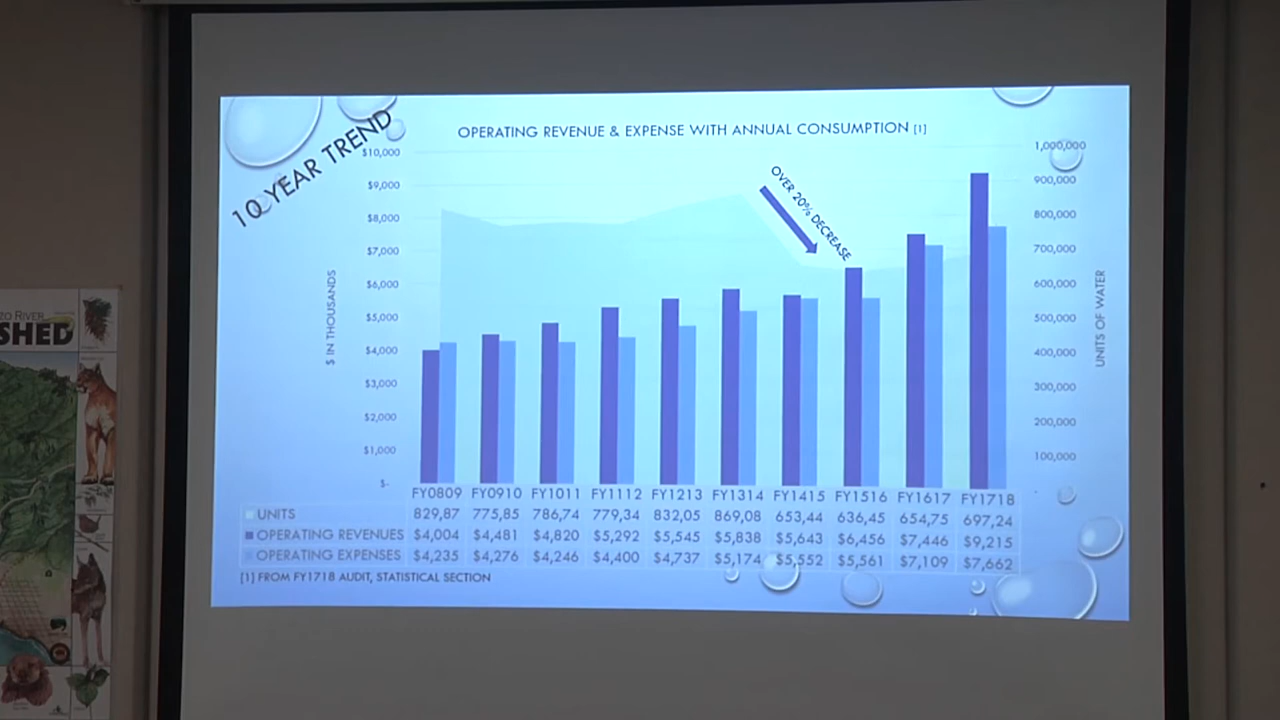 10 YEAR TREND
OPERATING REVENUE & EXPENSE WITH ANNUAL CONSUMPTION [1]
$10,000
$9,000
$8,000
$7,000
$6,000
$5,000
$4,000
$3,000
$2,000
$1,000
$-
$ IN THOUSANDS
OVER 20% DECREASE
1,000,000
900,000
800,000
700,000
600,000
500,000
400,000
300,000
200,000
100,000
-
UNITS OF WATER
FY0809 FY0910 FY1011 FY1112 FY1213 FY1314 FY1415 FY1516 FY1617 FY1718
UNITS 829,87 775,85 786,74 779,34 832,05 869,08 653,44 636,45 654,75 697,24
OPERATING REVENUES $4,004 $4,481 $4,820 $5,292 $5,545 $5,838 $5,643 $6,456 $7,446 $9,215
OPERATING EXPENSES $4,235 $4,276 $4,246 $4,400 $4,737 $5,174 $5,552 $5,561 $7,109 $7,662
[1] FROM FY1718 AUDIT, STATISTICAL SECTION
ZO RIVER
SHED